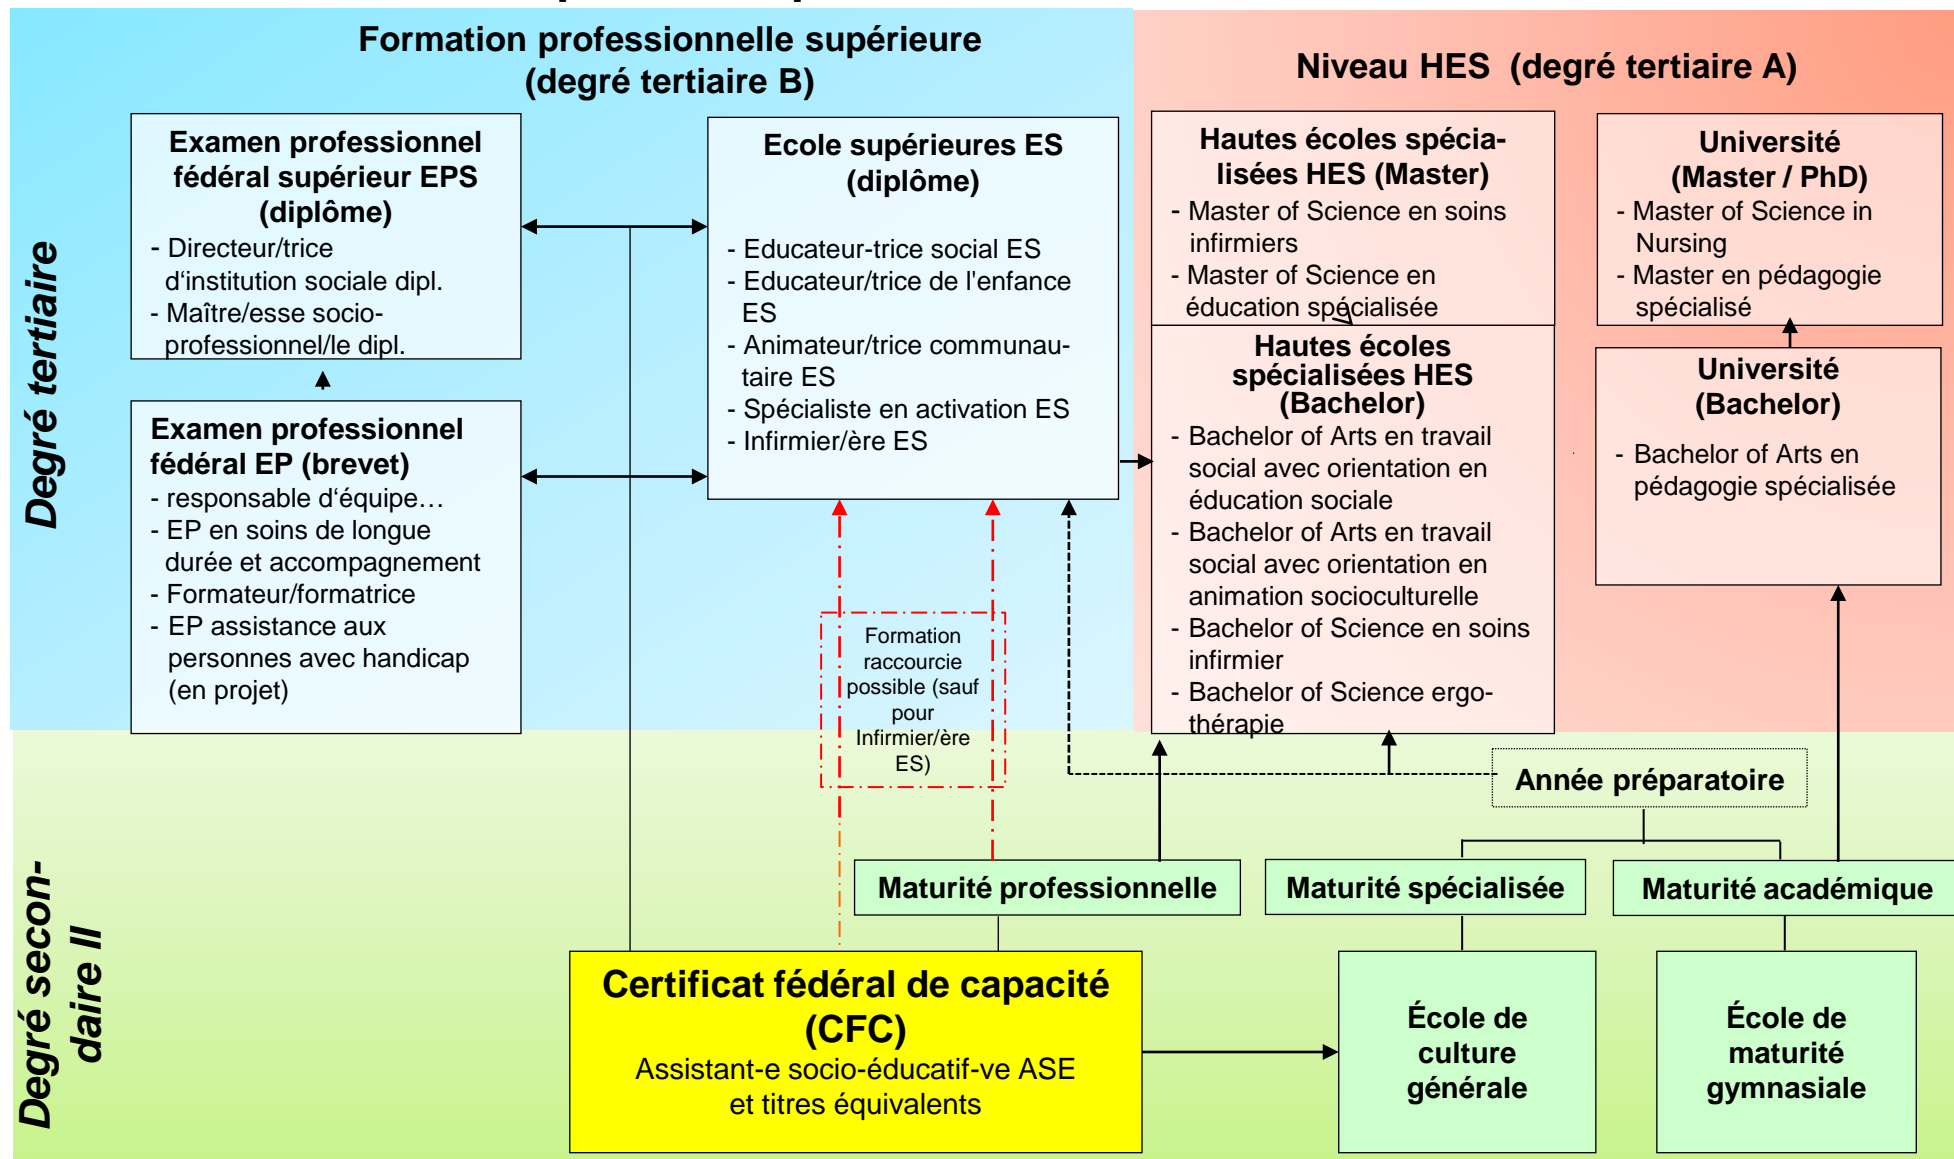 Formation professionnelle supérieure
(degré tertiaire B)
Niveau HES  (degré tertiaire A)
Degré tertiaire
Examen professionnel
fédéral supérieur EPS
(diplôme)
- Directeur/trice
d‘institution sociale dipl.
- Maître/esse socio-
professionnel/le dipl.
Ecole supérieures ES
(diplôme)
- Educateur-trice social ES
- Educateur/trice de l'enfance
ES
- Animateur/trice communau-
taire ES
- Spécialiste en activation ES
- Infirmier/ère ES
Hautes écoles spécia-
lisées HES (Master)
- Master of Science en soins
infirmiers
- Master of Science en
éducation spécialisée
Université
(Master / PhD)
- Master of Science in
Nursing
- Master en pédagogie
spécialisé
Examen professionnel
fédéral EP (brevet)
- responsable d‘équipe…
- EP en soins de longue
durée et accompagnement
- Formateur/formatrice
- EP assistance aux
personnes avec handicap
(en projet)
Hautes écoles
spécialisées HES
(Bachelor)
- Bachelor of Arts en travail
social avec orientation en
éducation sociale
- Bachelor of Arts en travail
social avec orientation en
animation socioculturelle
- Bachelor of Science en soins
infirmier
- Bachelor of Science ergo-
thérapie
Université
(Bachelor)
- Bachelor of Arts en
pédagogie spécialisée
Formation
raccourcie
possible (sauf
pour
Infirmier/ère
ES)
Année préparatoire
Degré secon-
daire II
Maturité professionnelle
Maturité spécialisée
Maturité académique
Certificat fédéral de capacité
(CFC)
Assistant-e socio-éducatif-ve ASE
et titres équivalents
École de
culture
générale
École de
maturité
gymnasiale